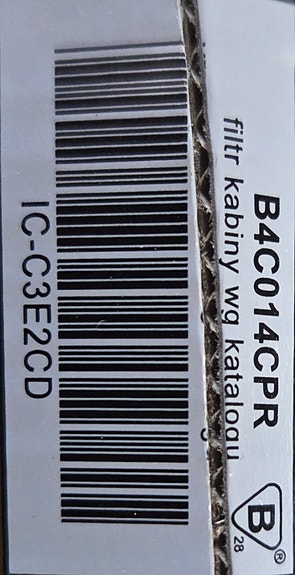 B4C014CPR
filtr kabiny wg katalogu
IC-C3E2CD
B®
28